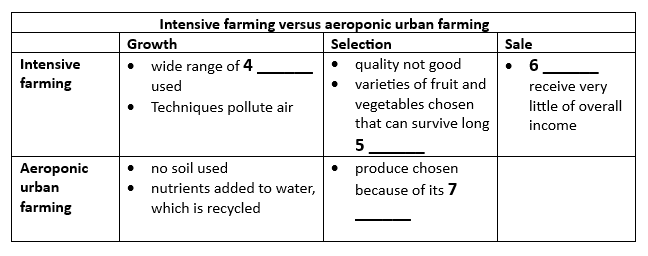 Intensive farming versus aeroponic urban farming
Growth
Selection
Sale
Intensive
farming
• wide range of 4 ______
used
• Techniques pollute air
• quality not good
• varieties of fruit and
vegetables chosen
that can survive long
5 ______
• 6 ______
receive very
little of overall
income
Aeroponic
urban
farming
• no soil used
• nutrients added to water,
which is recycled
• produce chosen
because of its 7
______